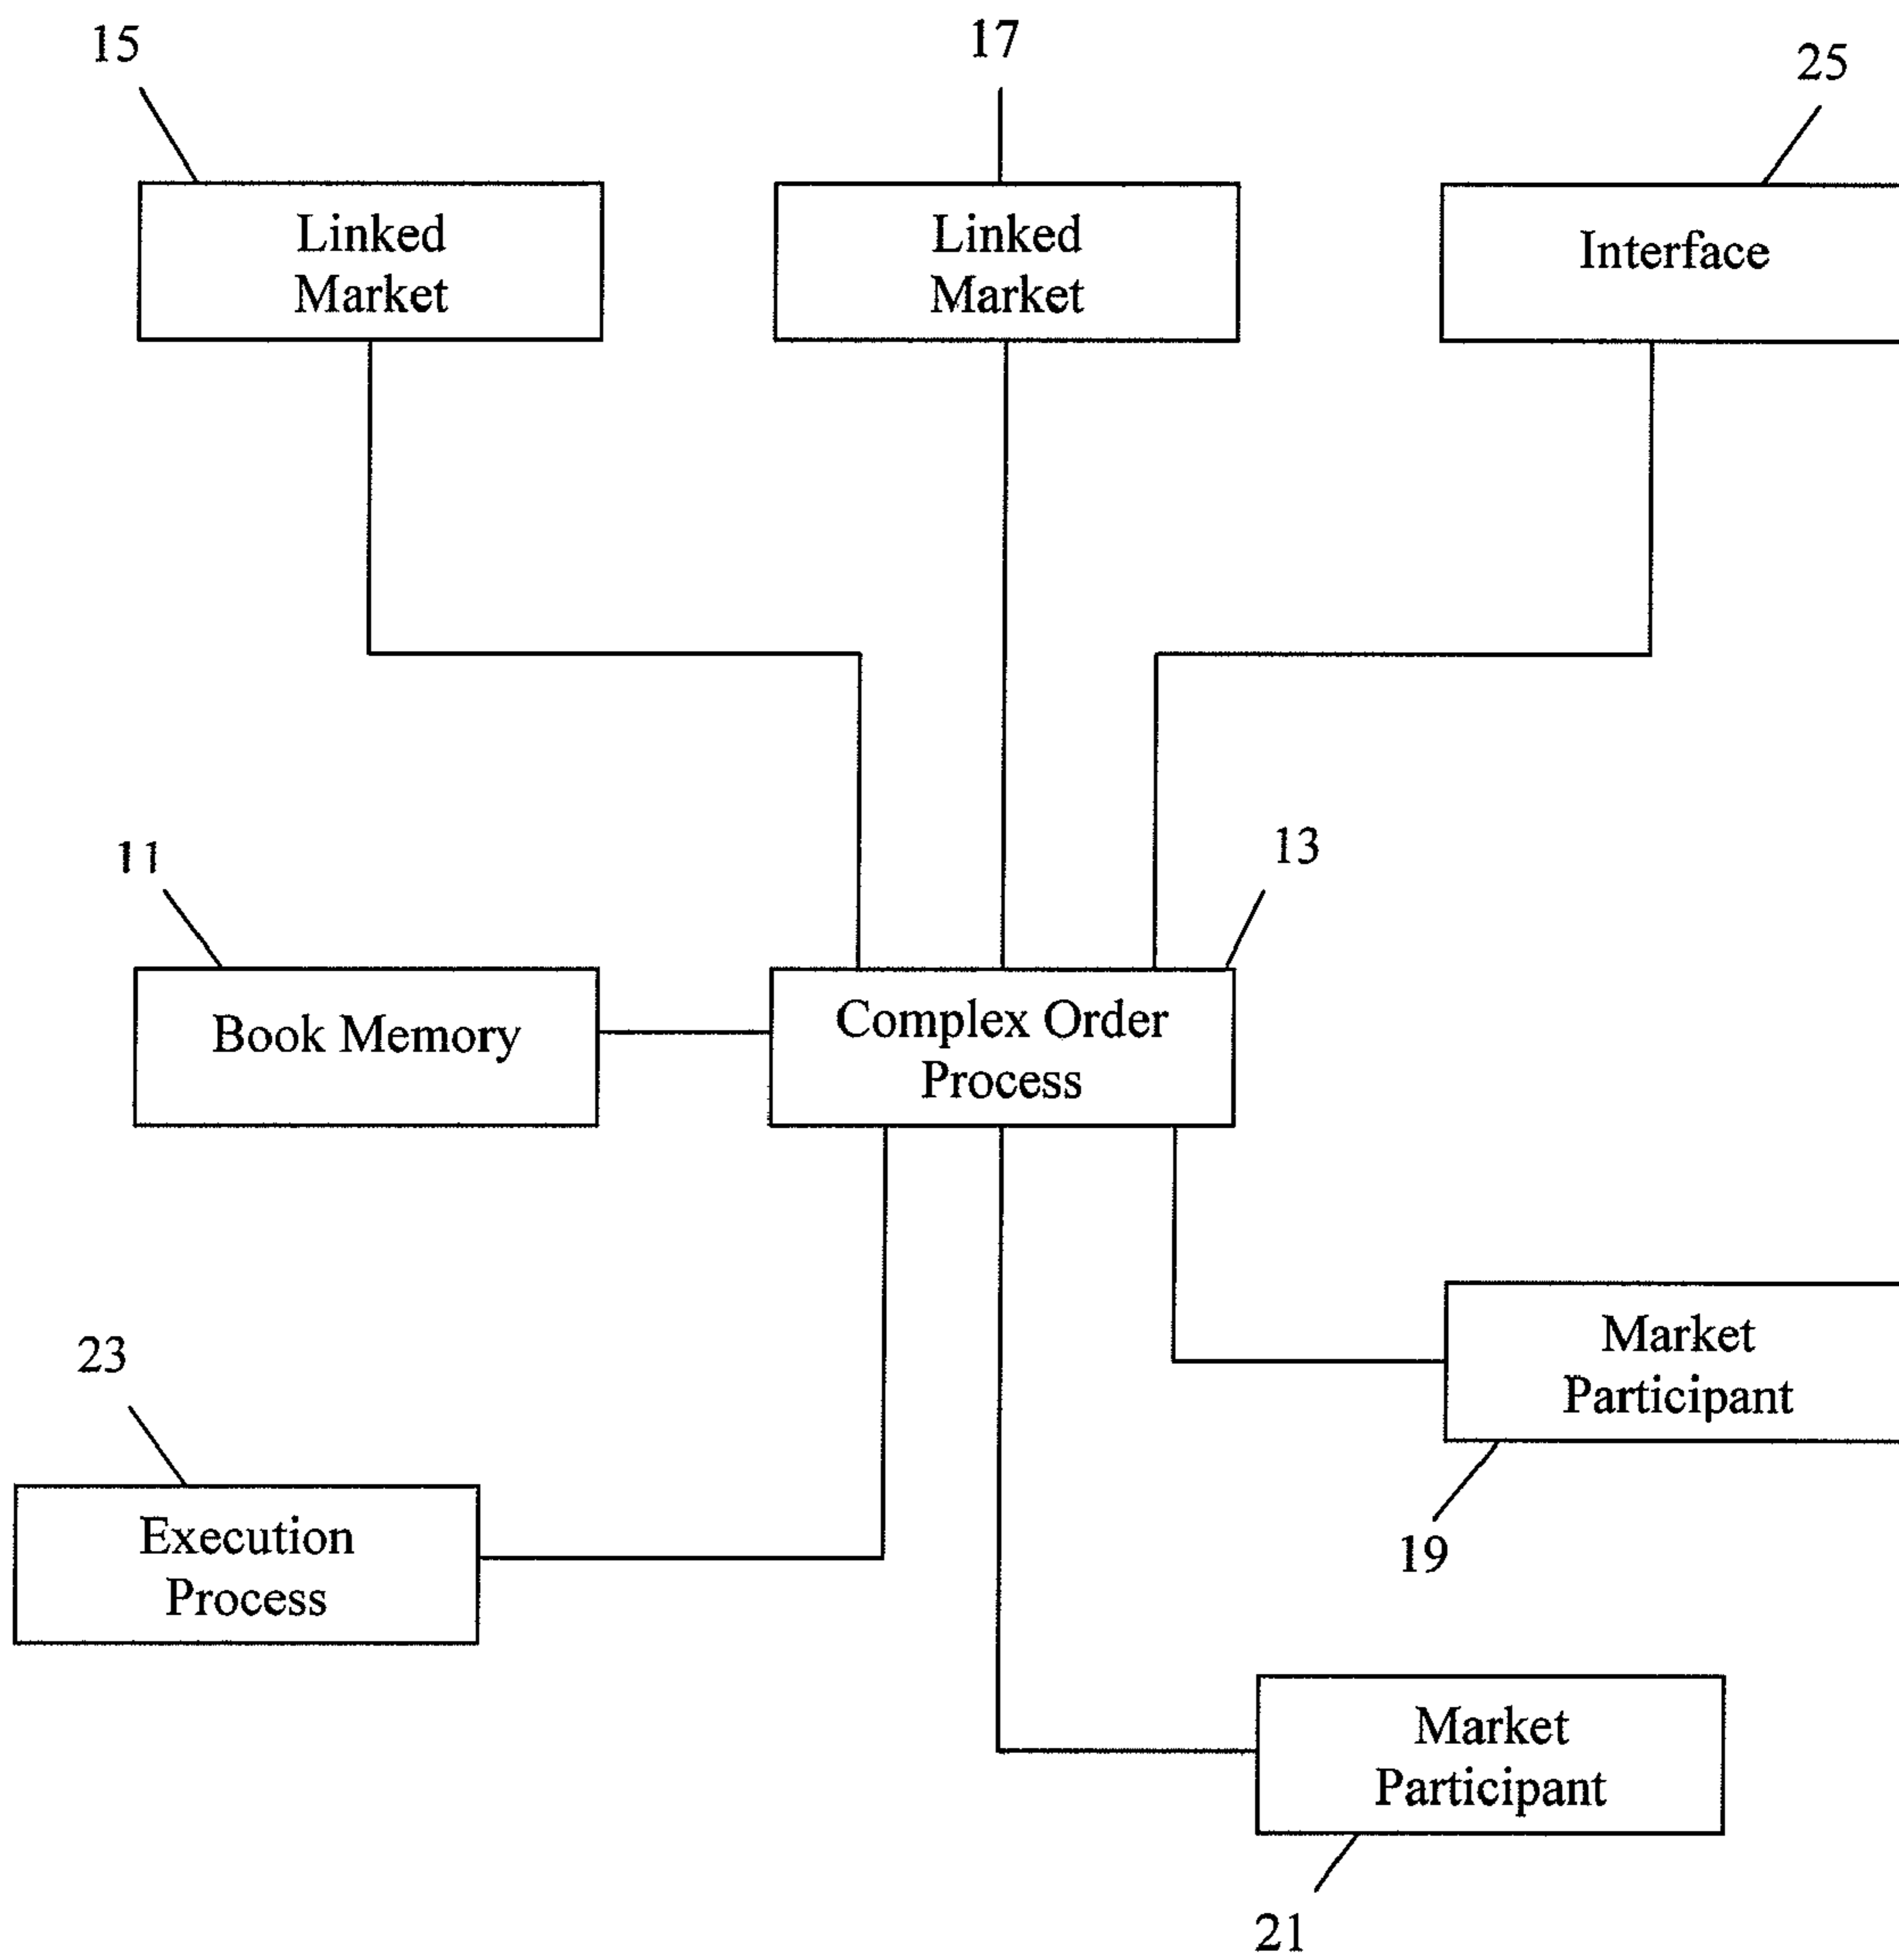 15
17
25
Linked
Market
Linked
Market
Interface
11
13
Book Memory
Complex Order
Process
23
Market
Participant
19
Execution
Process
Market
Participant
21